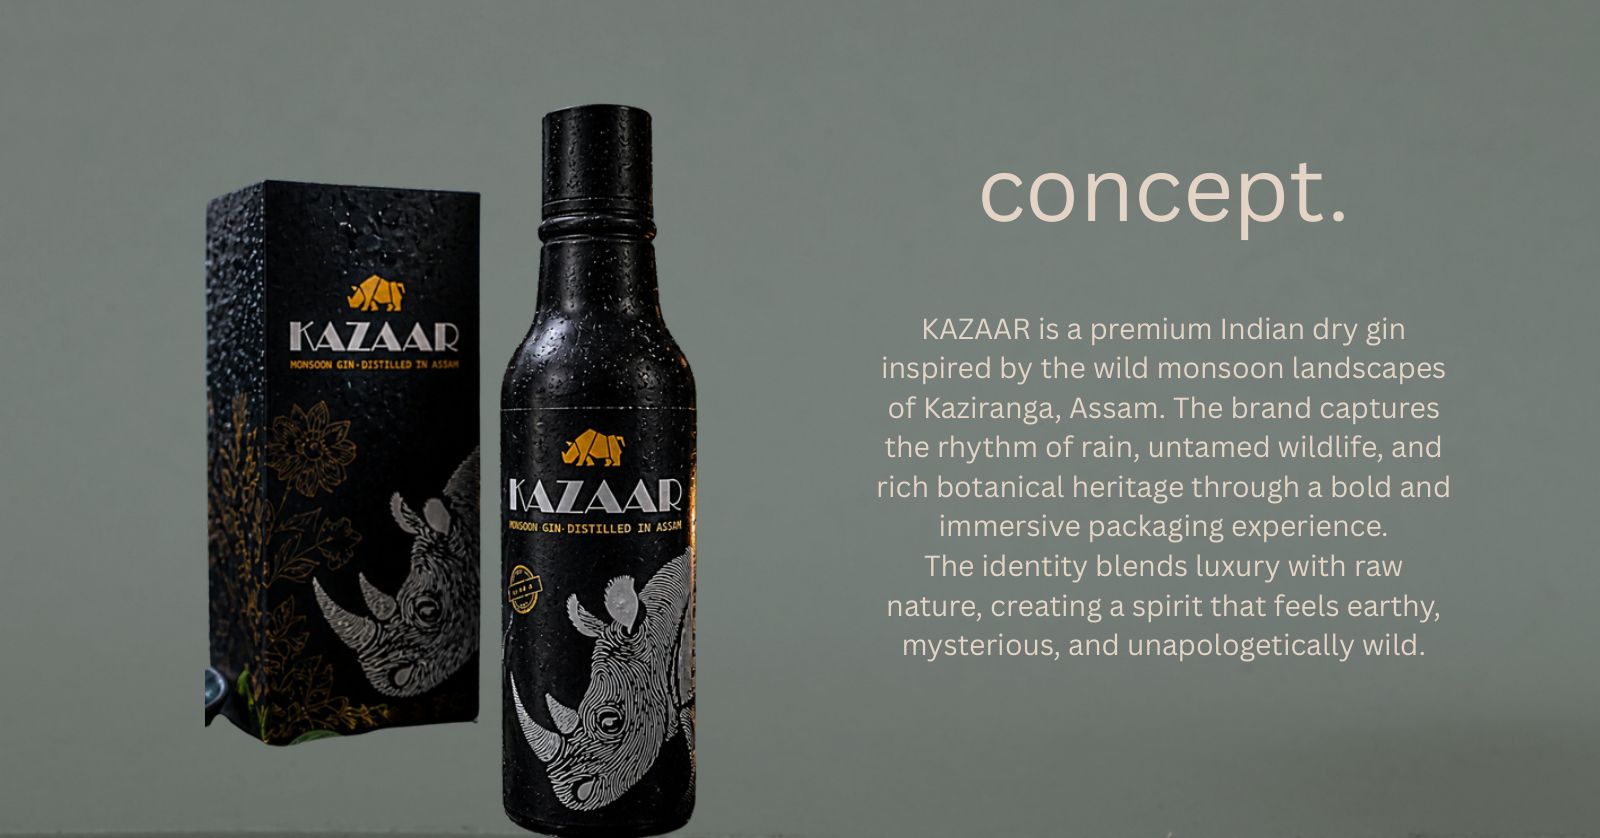 KAZAAR
MONSOON GIN·DISTILLED IN ASSAM
KAZAAR
MONSOON GIN·DISTILLED IN ASSAM
concept.
KAZAAR is a premium Indian dry gin
inspired by the wild monsoon landscapes
of Kaziranga, Assam. The brand captures
the rhythm of rain, untamed wildlife, and
rich botanical heritage through a bold and
immersive packaging experience.
The identity blends luxury with raw
nature, creating a spirit that feels earthy,
mysterious, and unapologetically wild.